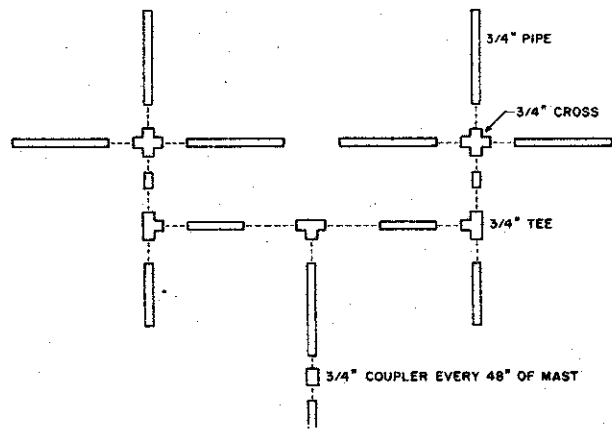 3/4" PIPE
3/4" CROSS
3/4" TEE
3/4" COUPLER EVERY 48" OF MAST